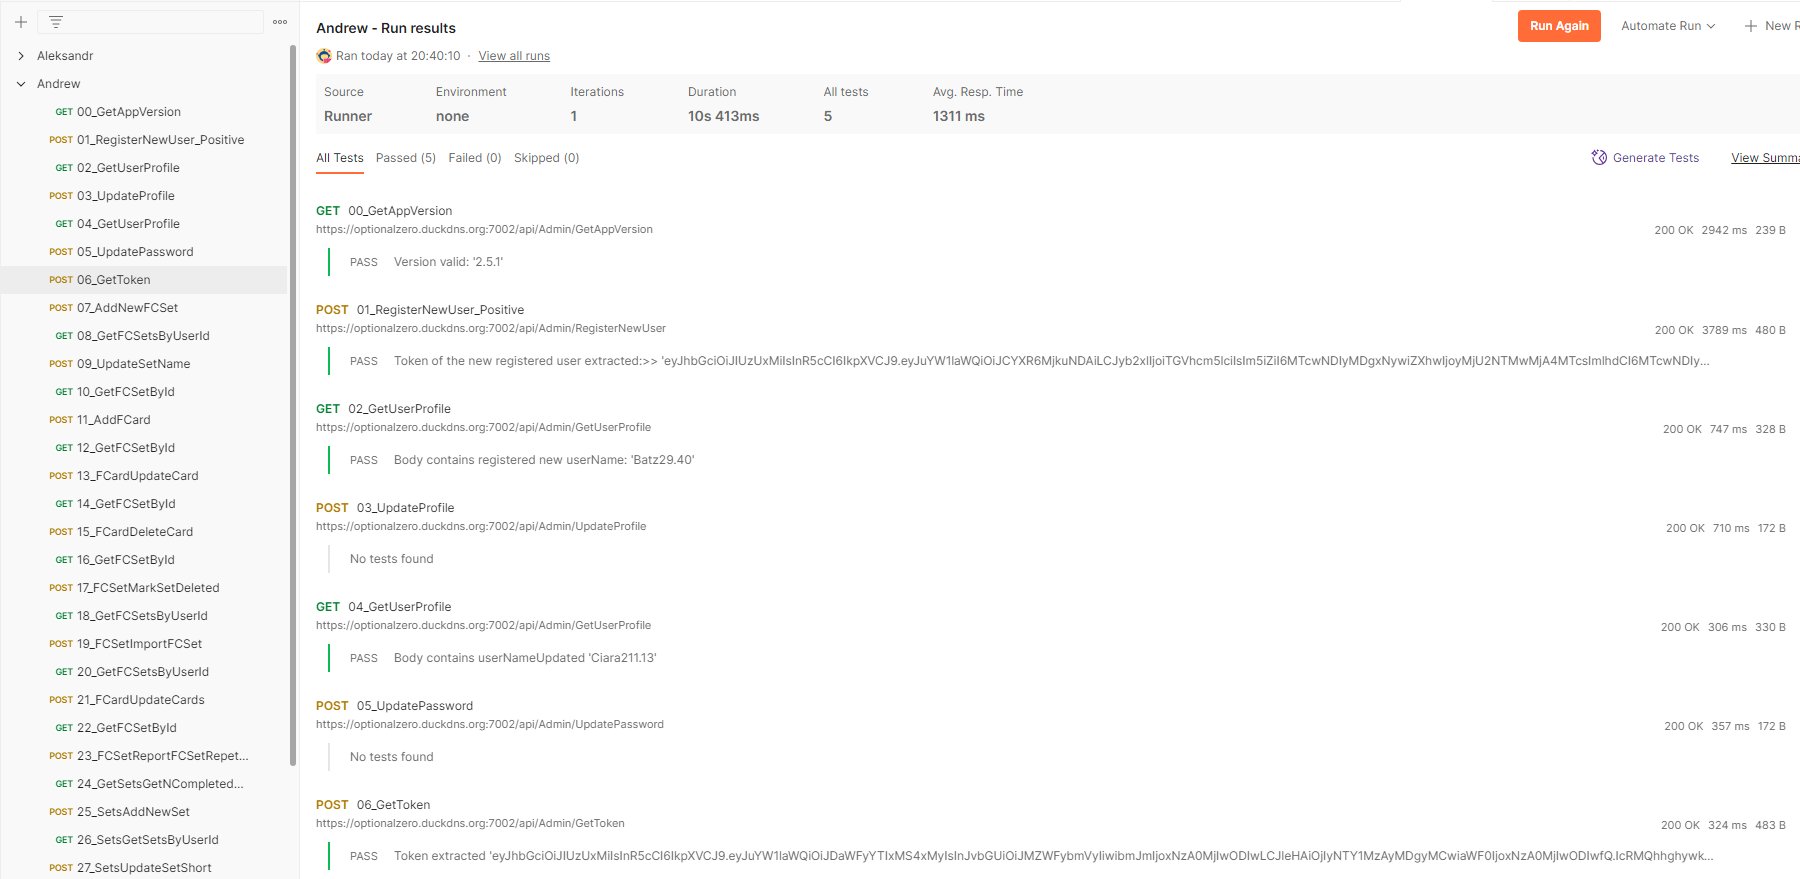 Aleksandr
Andrew
GET 00_GetAppVersion
POST 01_RegisterNewUser_Positive
GET 02_GetUserProfile
POST 03_UpdateProfile
GET 04_GetUserProfile
POST 05_UpdatePassword
POST 06_GetToken
POST 07_AddNewFCSet
GET 08_GetFCSetsByUserId
POST 09_UpdateSetName
GET 10_GetFCSetById
POST 11_AddFCard
GET 12_GetFCSetById
POST 13_FCardUpdateCard
GET 14_GetFCSetById
POST 15_FCardDeleteCard
GET 16_GetFCSetById
POST 17_FCSetMarkSetDeleted
GET 18_GetFCSetsByUserId
POST 19_FCSetImportFCSet
GET 20_GetFCSetsByUserId
POST 21_FCardUpdateCards
GET 22_GetFCSetById
POST 23_FCSetReportFCSetRepet...
GET 24_GetSetsGetNCompleted...
POST 25_SetsAddNewSet
GET 26_SetsGetSetsByUserId
POST 27_SetsUpdateSetShort
Andrew - Run results
Run Again Automate Run New R
Ran today at 20:40:10 · View all runs
Source Environment Iterations Duration All tests Avg. Resp. Time
Runner none 1 10s 413ms 5 1311 ms
All Tests Passed (5) Failed (0) Skipped (0) Generate Tests View Summa
GET 00_GetAppVersion
https://optionalzero.duckdns.org:7002/api/Admin/GetAppVersion
200 OK 2942 ms 239 B
PASS Version valid: '2.5.1'
POST 01_RegisterNewUser_Positive
https://optionalzero.duckdns.org:7002/api/Admin/RegisterNewUser
200 OK 3789 ms 480 B
PASS Token of the new registered user extracted:>>
GET 02_GetUserProfile
https://optionalzero.duckdns.org:7002/api/Admin/GetUserProfile
200 OK 747 ms 328 B
PASS Body contains registered new userName: 'Batz29.40'
POST 03_UpdateProfile
https://optionalzero.duckdns.org:7002/api/Admin/UpdateProfile
200 OK 710 ms 172 B
No tests found
GET 04_GetUserProfile
https://optionalzero.duckdns.org:7002/api/Admin/GetUserProfile
200 OK 306 ms 330 B
PASS Body contains userNameUpdated 'Ciara211.13'
POST 05_UpdatePassword
https://optionalzero.duckdns.org:7002/api/Admin/UpdatePassword
200 OK 357 ms 172 B
No tests found
POST 06_GetToken
https://optionalzero.duckdns.org:7002/api/Admin/GetToken
200 OK 324 ms 483 B
PASS Token extracted